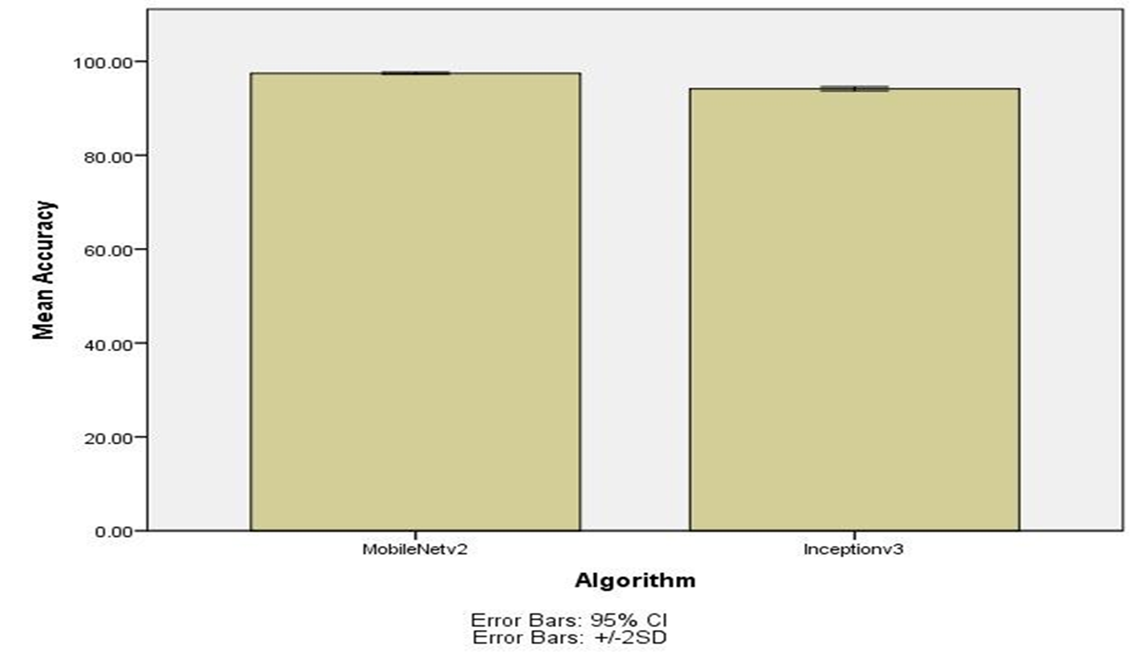 Mean Accuracy
100.00
80.00
60.00
40.00
20.00
0.00
MobileNetv2
Inceptionv3
Algorithm
Error Bars: 95% CI
Error Bars: +/-2SD